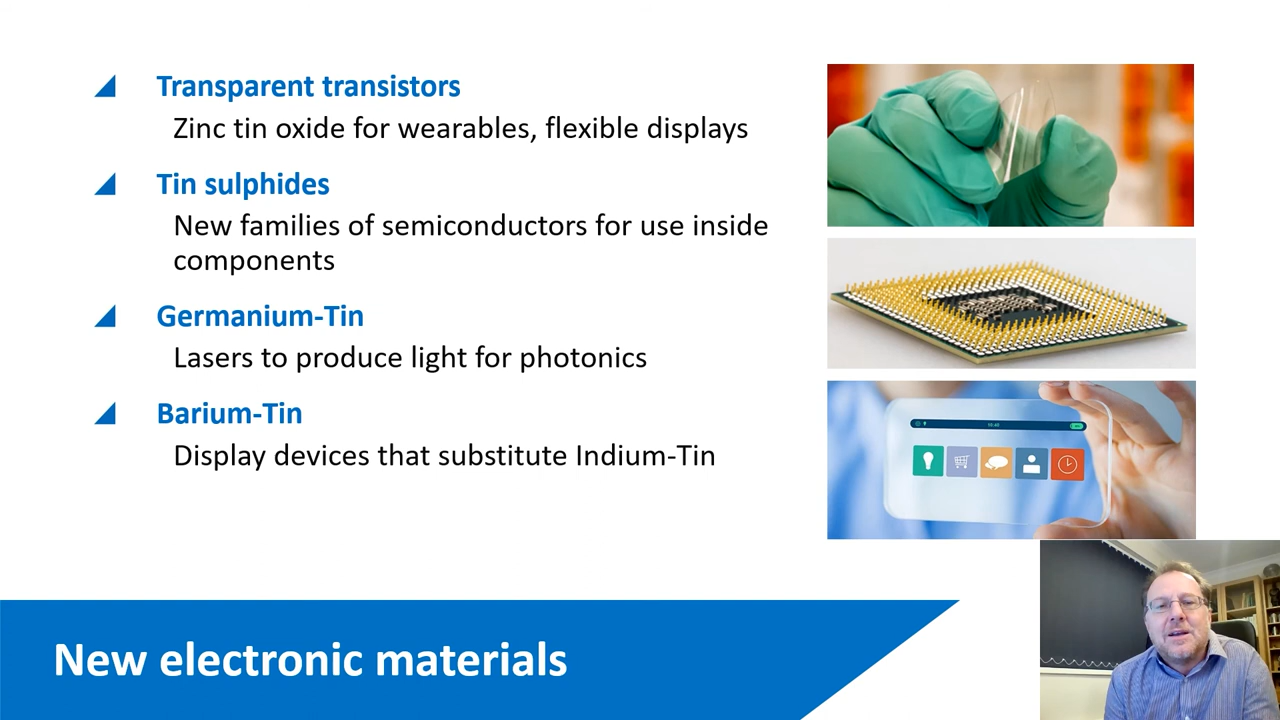 Transparent transistors
Zinc tin oxide for wearables, flexible displays
Tin sulphides
New families of semiconductors for use inside
components
Germanium-Tin
Lasers to produce light for photonics
Barium-Tin
Display devices that substitute Indium-Tin
New electronic materials